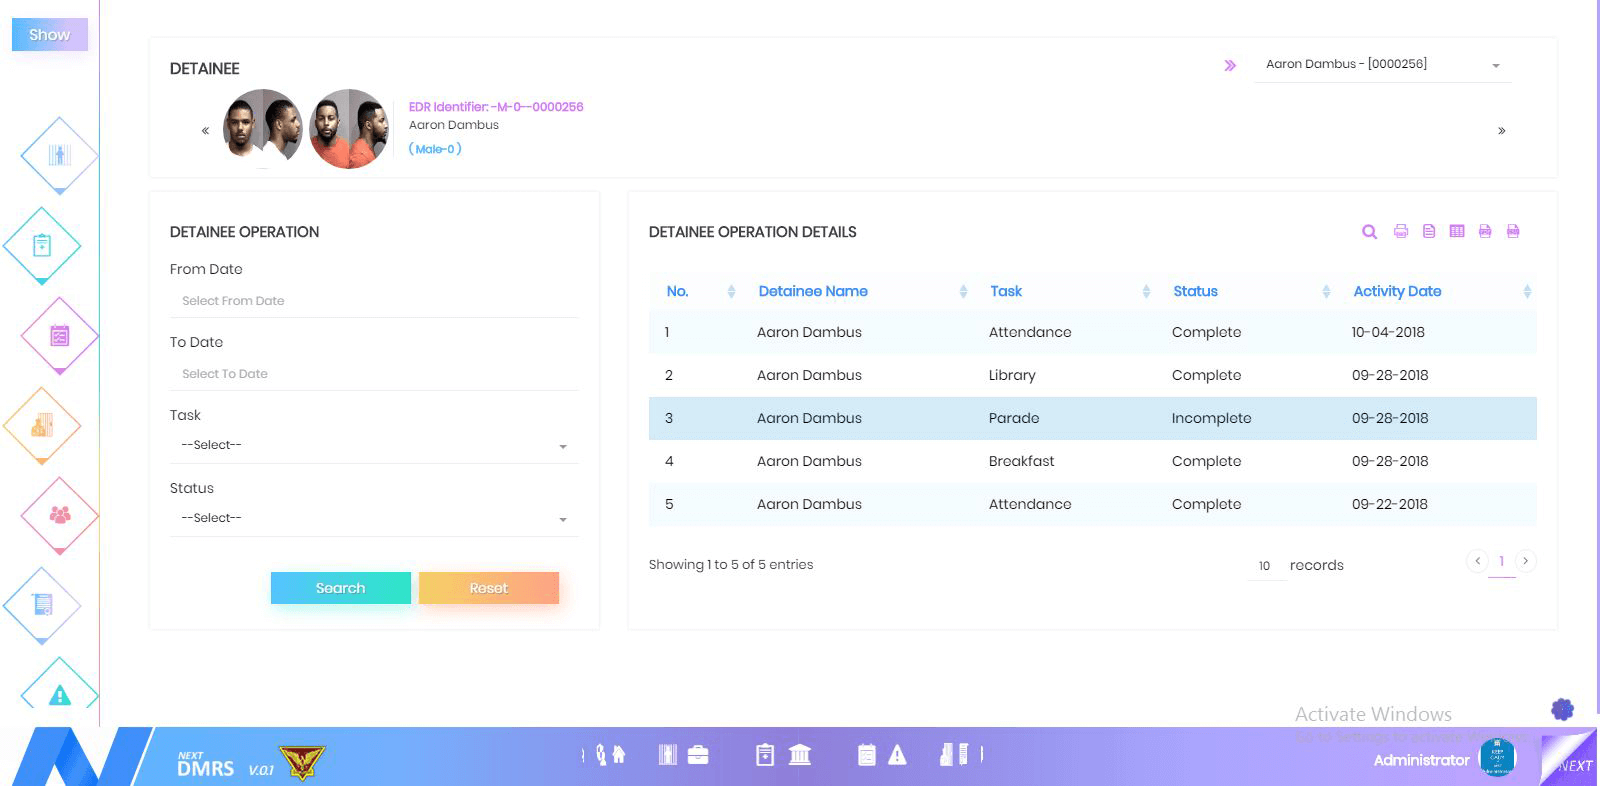 Show
DETAINEE
Aaron Dambus - [0000256]
«
EDR Identifier: -M-0--0000256
Aaron Dambus
( Male-0 )
»
DETAINEE OPERATION
From Date
Select From Date
To Date
Select To Date
Task
--Select--
Status
--Select--
Search
Reset
DETAINEE OPERATION DETAILS
No. Detainee Name Task Status Activity Date
1 Aaron Dambus Attendance Complete 10-04-2018
2 Aaron Dambus Library Complete 09-28-2018
3 Aaron Dambus Parade Incomplete 09-28-2018
4 Aaron Dambus Breakfast Complete 09-28-2018
5 Aaron Dambus Attendance Complete 09-22-2018
Showing 1 to 5 of 5 entries
10 records
‹ 1 ›
Activate Windows
Go to Settings to activate Windows.
NEXT
DMRS V.0.1
Administrator
KEEP
CALM
NEXT